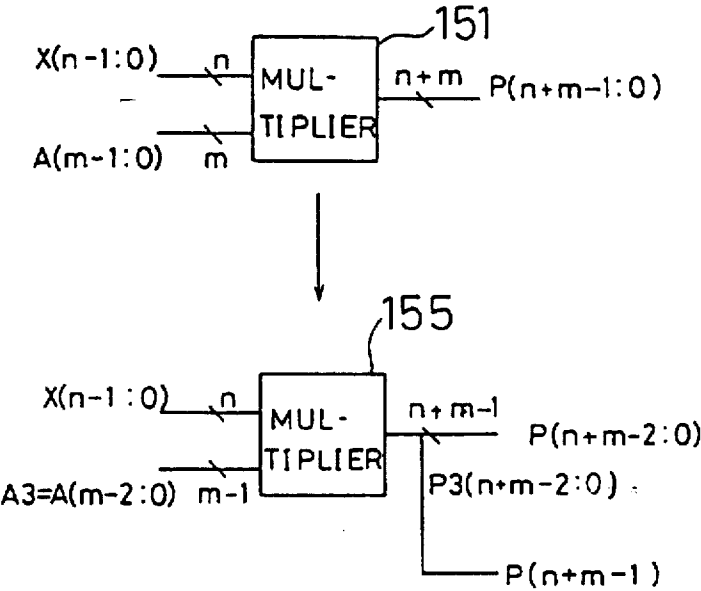 151
X(n-1:0) n
MUL-
TIPLIER
n+m P(n+m-1:0)
A(m-1:0) m
155
X(n-1:0) n
MUL-
TIPLIER
n+m-1 P(n+m-2:0)
A3=A(m-2:0) m-1
P3(n+m-2:0)
P(n+m-1)